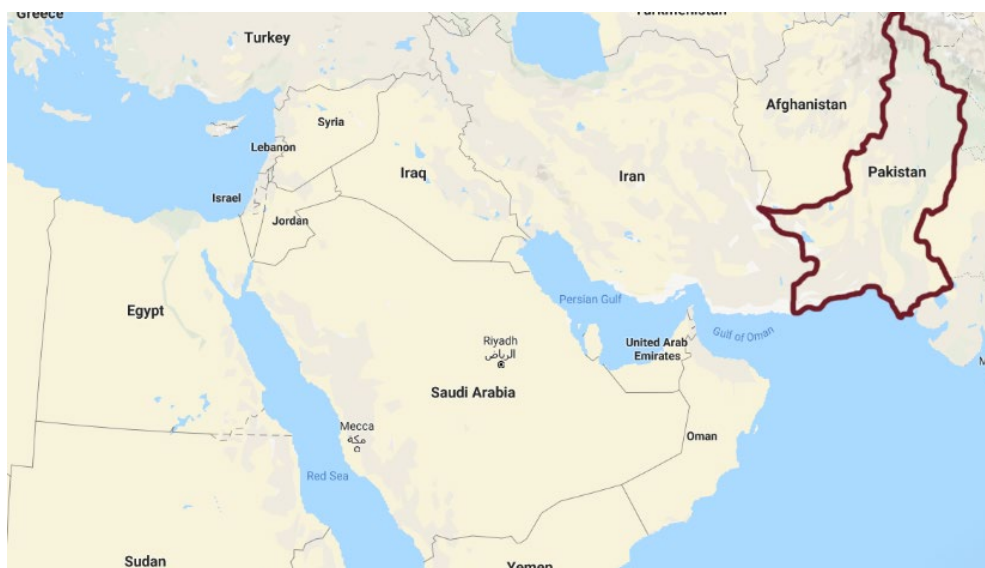 Greece
Turkey
Turkmenistan
Afghanistan
Pakistan
Syria
Lebanon
Iraq
Iran
Israel
Jordan
Egypt
Persian Gulf
Gulf of Oman
Riyadh
الرياض
United Arab
Emirates
Saudi Arabia
Mecca
مكة
Oman
Red Sea
Sudan
Yemen